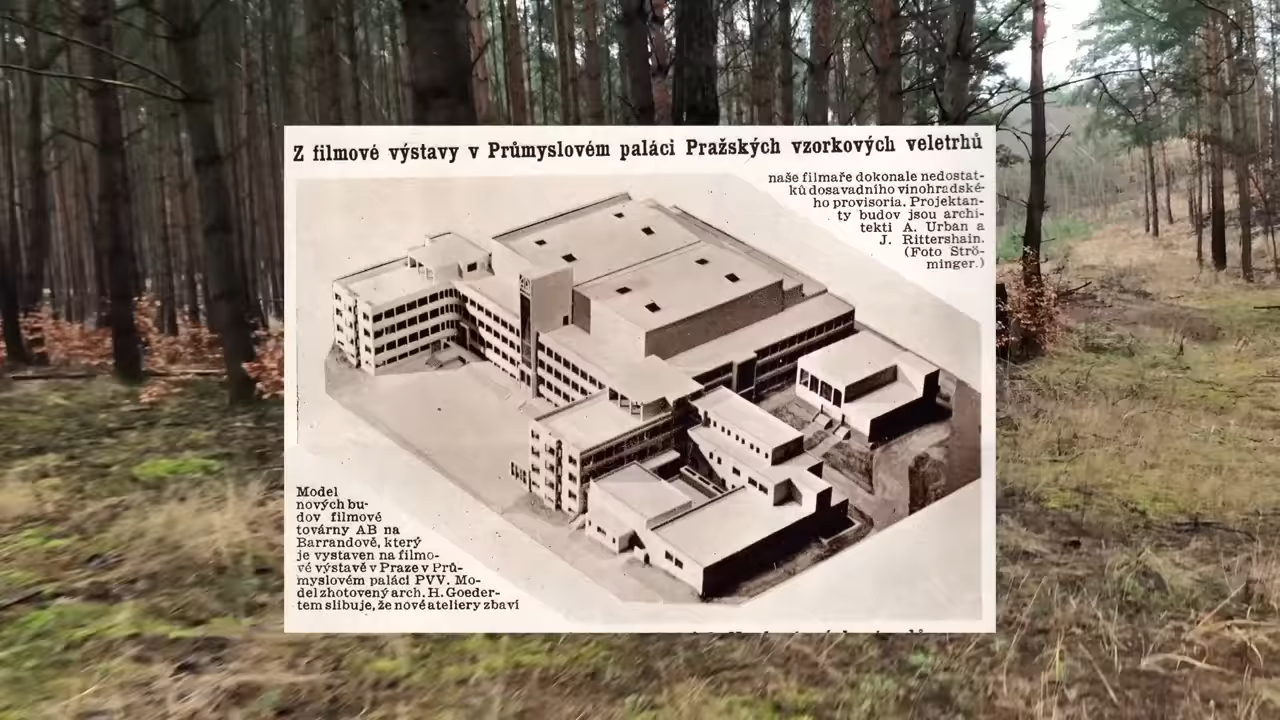 Z filmové výstavy v Průmyslovém paláci Pražských vzorkových veletrhů
Model
nových bu-
dov filmové
továrny AB na
Barrandově, který
je vystaven na filmo-
vé výstavě v Praze v Prů-
myslovém paláci PVV. Mo-
del zhotovený arch. H. Goeder-
tem slibuje, že nové ateliery zbaví
naše filmaře dokonale nedostat-
ků dosavadního vinohradské-
ho provisoria. Projektan-
ty budov jsou archi-
tekti A. Urban a
J. Rittershain.
(Foto Strö-
minger.)